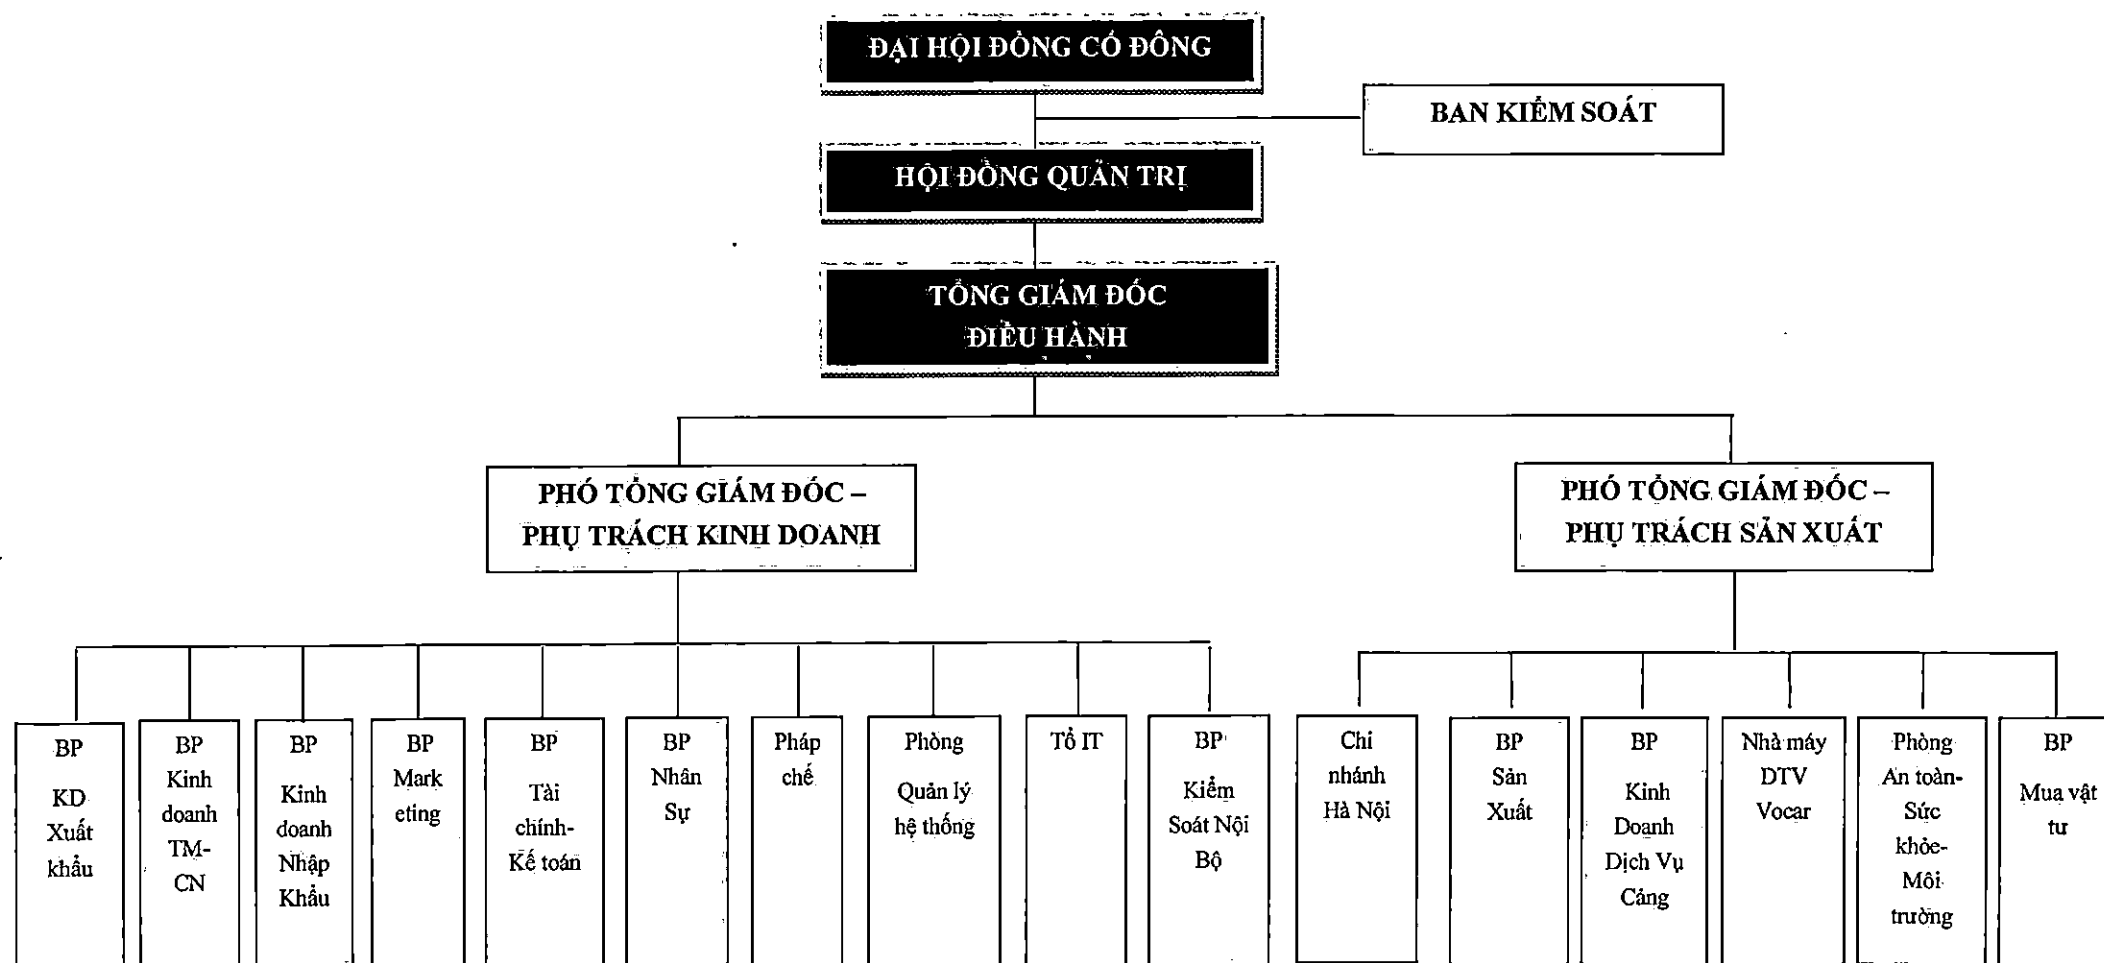 ĐẠI HỘI ĐỒNG CỔ ĐÔNG
BAN KIỂM SOÁT
HỘI ĐỒNG QUẢN TRỊ
TỔNG GIÁM ĐỐC
ĐIỀU HÀNH
PHÓ TỔNG GIÁM ĐỐC –
PHỤ TRÁCH KINH DOANH
PHÓ TỔNG GIÁM ĐỐC –
PHỤ TRÁCH SẢN XUẤT
BP
KD
Xuất
khẩu
BP
Kinh
doanh
TM-
CN
BP
Kinh
doanh
Nhập
Khẩu
BP
Mark
eting
BP
Tài
chính-
Kế toán
BP
Nhân
Sự
Pháp
chế
Phòng
Quản lý
hệ thống
Tổ IT
BP
Kiểm
Soát Nội
Bộ
Chi
nhánh
Hà Nội
BP
Sản
Xuất
BP
Kinh
Doanh
Dịch Vụ
Cảng
Nhà máy
DTV
Vocar
Phòng
An toàn-
Sức
khỏe-
Môi
trường
BP
Mua vật
tư